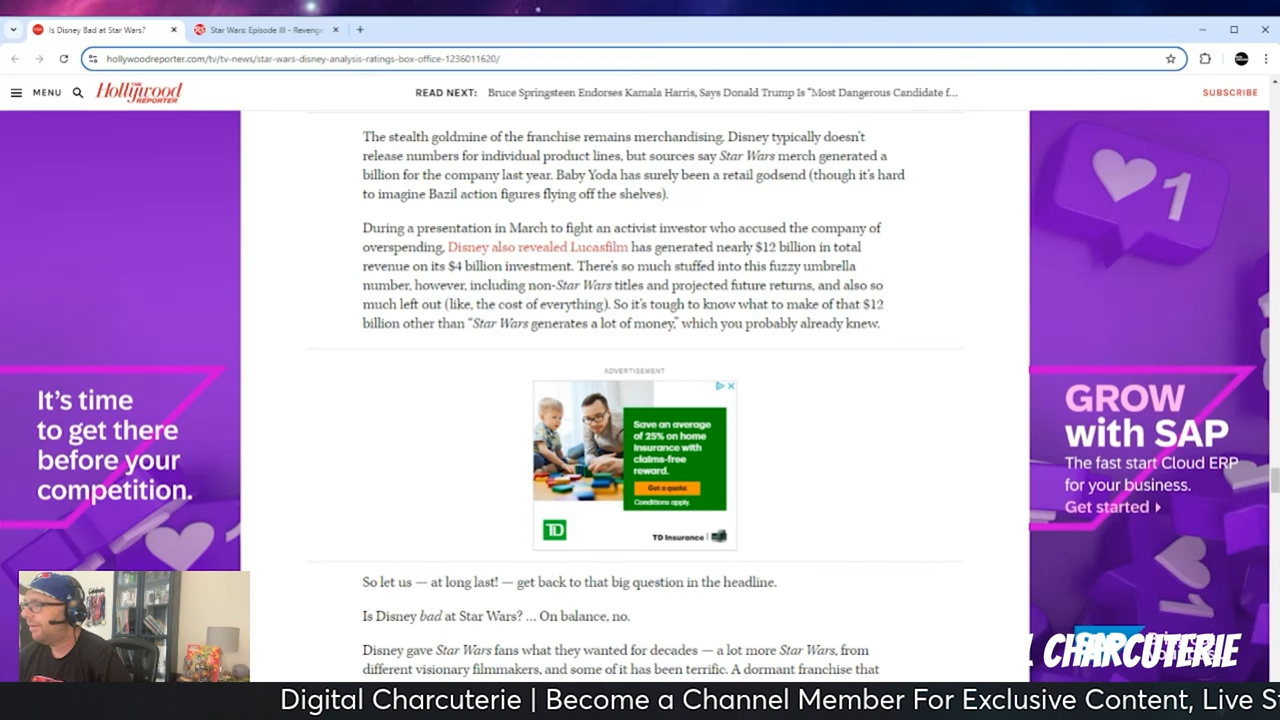 Is Disney Bad at Star Wars?
Star Wars: Episode III - Reveng
hollywoodreporter.com/tv/tv-news/star-wars-disney-analysis-ratings-box-office-1236011620/
MENU
THE Hollywood REPORTER
READ NEXT: Bruce Springsteen Endorses Kamala Harris, Says Donald Trump Is “Most Dangerous Candidate f...
SUBSCRIBE
The stealth goldmine of the franchise remains merchandising. Disney typically doesn’t
release numbers for individual product lines, but sources say Star Wars merch generated a
billion for the company last year. Baby Yoda has surely been a retail godsend (though it’s hard
to imagine Bazil action figures flying off the shelves).
During a presentation in March to fight an activist investor who accused the company of
overspending, Disney also revealed Lucasfilm has generated nearly $12 billion in total
revenue on its $4 billion investment. There’s so much stuffed into this fuzzy umbrella
number, however, including non-Star Wars titles and projected future returns, and also so
much left out (like, the cost of everything). So it’s tough to know what to make of that $12
billion other than “Star Wars generates a lot of money,” which you probably already knew.
ADVERTISEMENT
Save an average
of 25% on home
Insurance with
claims-free
reward.
Get a quote
Conditions apply.
TD
TD Insurance
So let us — at long last! — get back to that big question in the headline.
Is Disney bad at Star Wars? ... On balance, no.
Disney gave Star Wars fans what they wanted for decades — a lot more Star Wars, from
different visionary filmmakers, and some of it has been terrific. A dormant franchise that
It’s time
to get there
before your
competition.
1
GROW
with SAP
The fast start Cloud ERP
for your business.
Get started
L CHARCUTERIE
Digital Charcuterie | Become a Channel Member For Exclusive Content, Live S